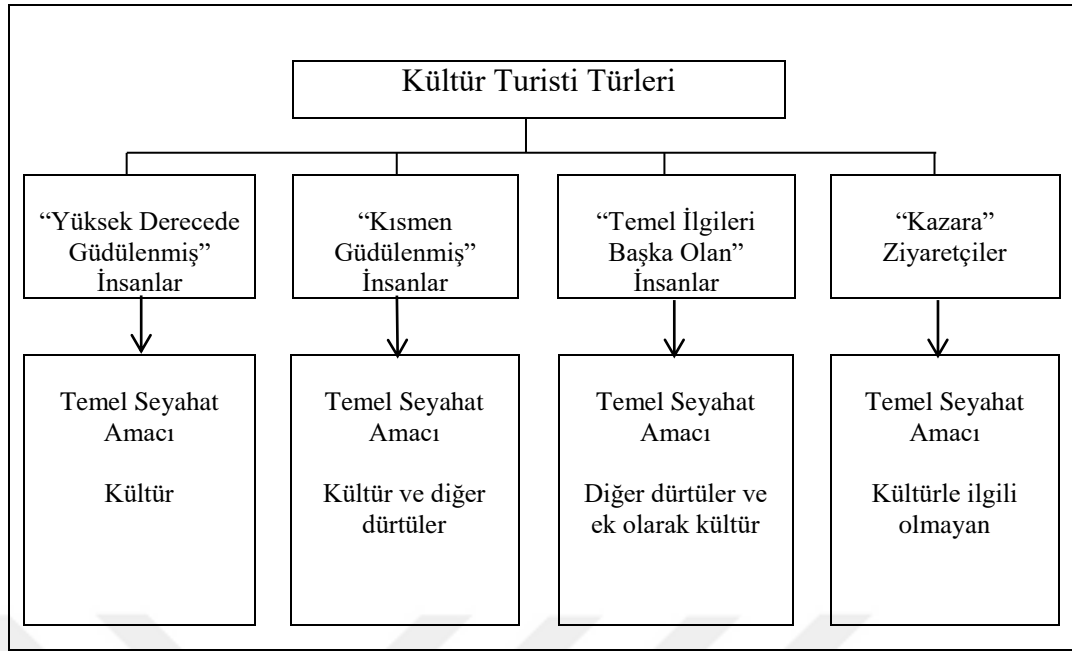 Kültür Turisti Türleri
“Yüksek Derecede
Güdülenmiş”
İnsanlar
“Kısmen
Güdülenmiş”
İnsanlar
“Temel İlgileri
Başka Olan”
İnsanlar
“Kazara”
Ziyaretçiler
Temel Seyahat
Amacı
Kültür
Temel Seyahat
Amacı
Kültür ve diğer
dürtüler
Temel Seyahat
Amacı
Diğer dürtüler ve
ek olarak kültür
Temel Seyahat
Amacı
Kültürle ilgili
olmayan